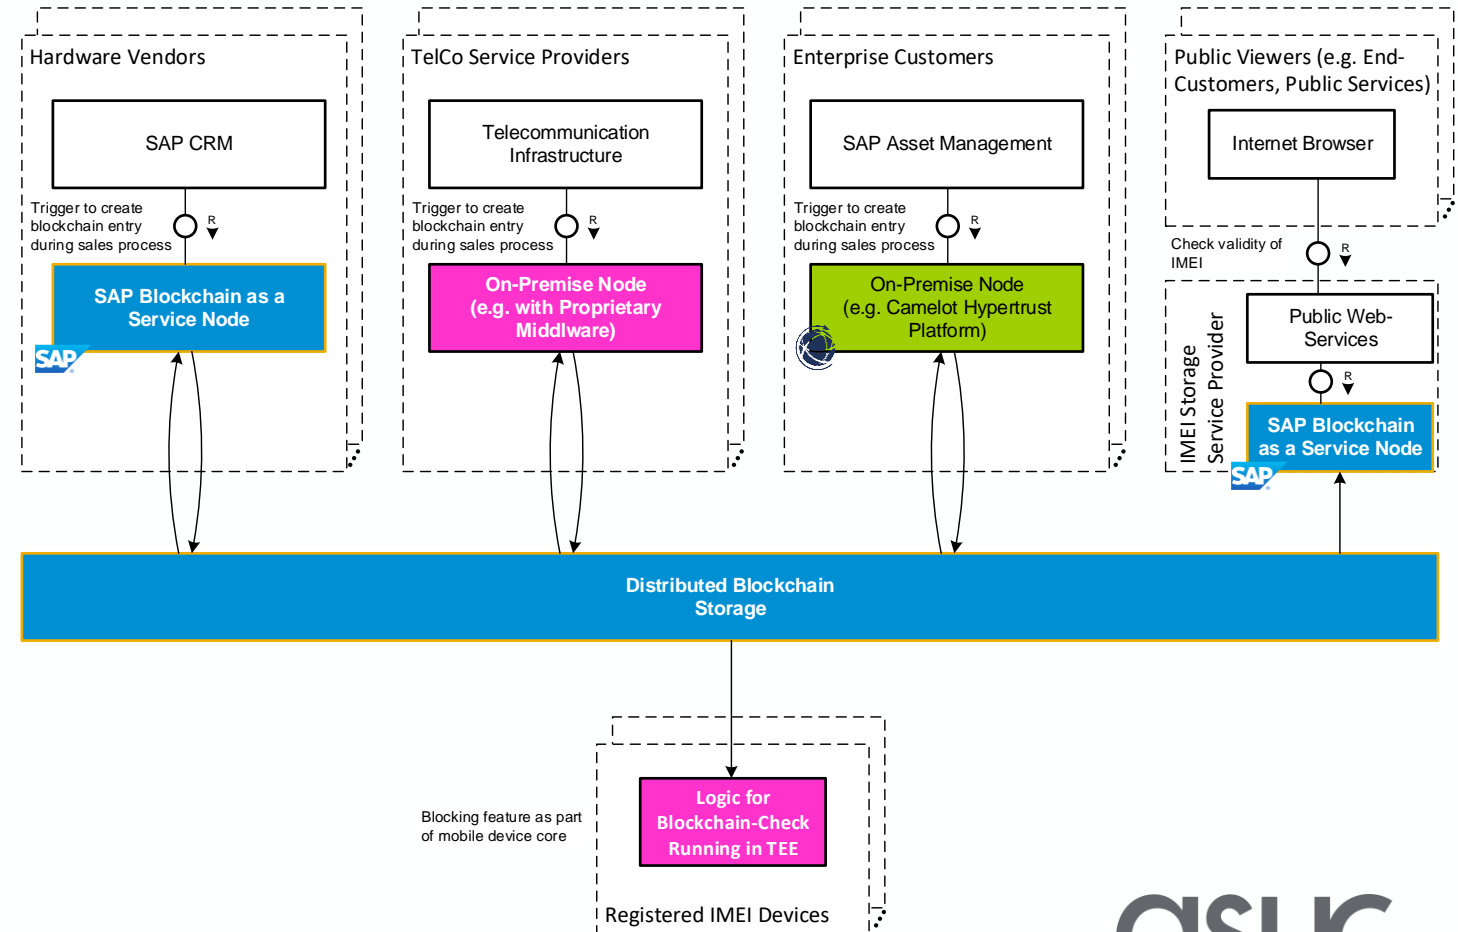 Hardware Vendors
SAP CRM
Trigger to create
blockchain entry
during sales process
R
SAP Blockchain as a
Service Node
SAP
TelCo Service Providers
Telecommunication
Infrastructure
Trigger to create
blockchain entry
during sales process
R
On-Premise Node
(e.g. with Proprietary
Middlware)
Enterprise Customers
SAP Asset Management
Trigger to create
blockchain entry
during sales process
R
On-Premise Node
(e.g. Camelot Hypertrust
Platform)
Public Viewers (e.g. End-
Customers, Public Services)
Internet Browser
Check validity of
IMEI
R
IMEI Storage
Service Provider
Public Web-
Services
R
SAP Blockchain
as a Service Node
SAP
Distributed Blockchain
Storage
Blocking feature as part
of mobile device core
Logic for
Blockchain-Check
Running in TEE
Registered IMEI Devices